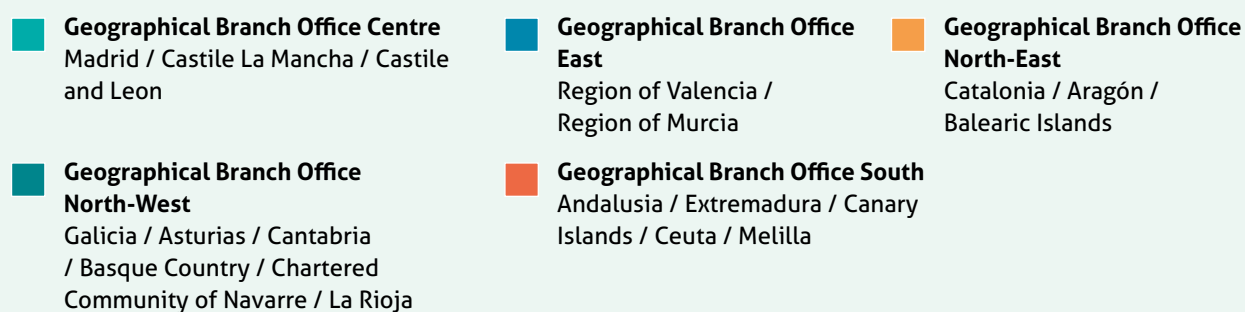 Geographical Branch Office Centre
Madrid / Castile La Mancha / Castile
and Leon
Geographical Branch Office
East
Region of Valencia /
Region of Murcia
Geographical Branch Office
North-East
Catalonia / Aragón /
Balearic Islands
Geographical Branch Office
North-West
Galicia / Asturias / Cantabria
/ Basque Country / Chartered
Community of Navarre / La Rioja
Geographical Branch Office South
Andalusia / Extremadura / Canary
Islands / Ceuta / Melilla